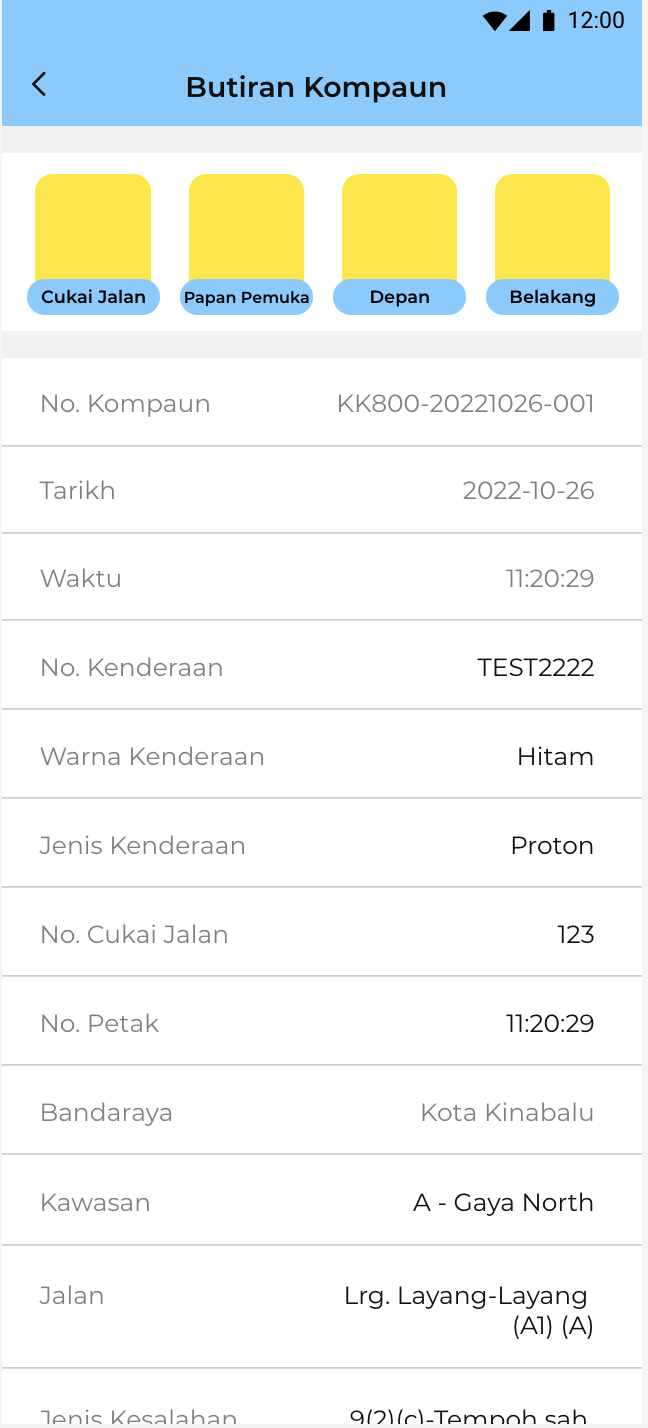 12:00
Butiran Kompaun
Cukai Jalan Papan Pemuka Depan Belakang
No. Kompaun KK800-20221026-001
Tarikh 2022-10-26
Waktu 11:20:29
No. Kenderaan TEST2222
Warna Kenderaan Hitam
Jenis Kenderaan Proton
No. Cukai Jalan 123
No. Petak 11:20:29
Bandaraya Kota Kinabalu
Kawasan A - Gaya North
Jalan Lrg. Layang-Layang
(A1) (A)
Jenis Kesalahan 9(2)(c)-Tempoh sah